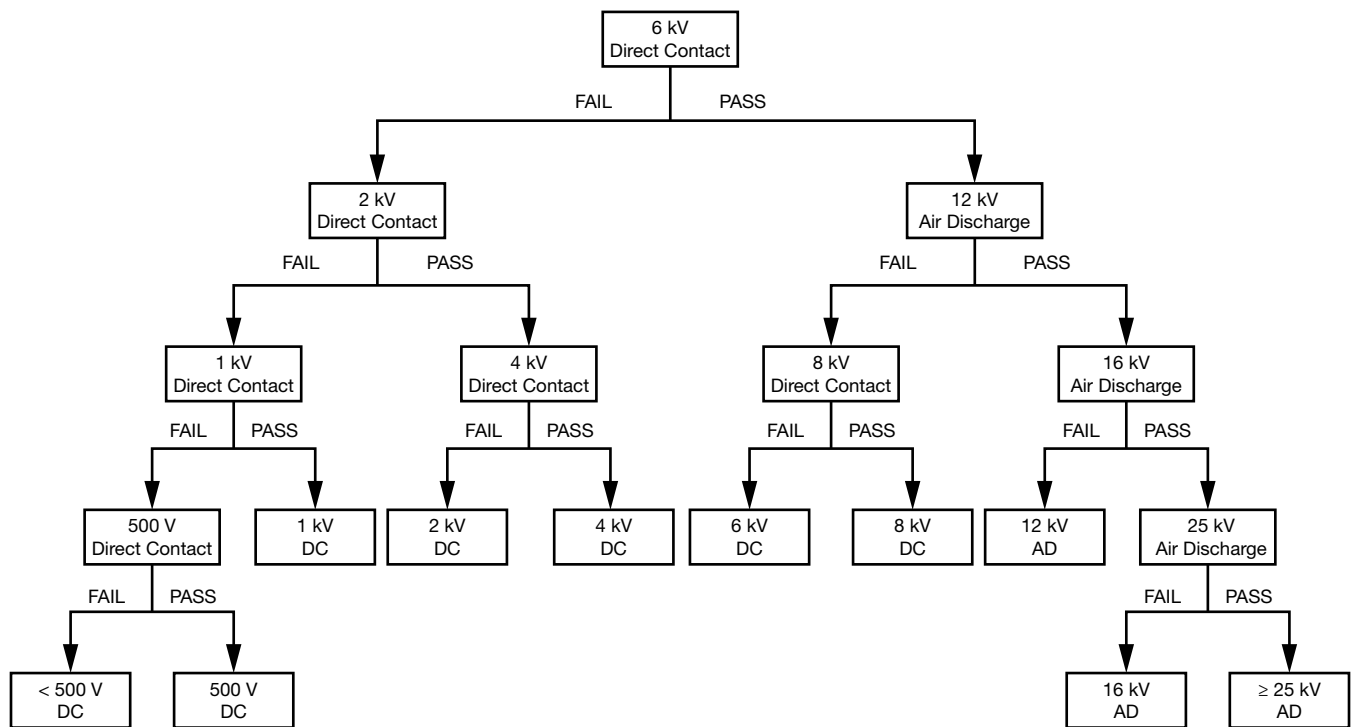 6 kV
Direct Contact
FAIL
PASS
2 kV
Direct Contact
12 kV
Air Discharge
FAIL
PASS
FAIL
PASS
1 kV
Direct Contact
4 kV
Direct Contact
8 kV
Direct Contact
16 kV
Air Discharge
FAIL
PASS
FAIL
PASS
FAIL
PASS
FAIL
PASS
500 V
Direct Contact
1 kV
DC
2 kV
DC
4 kV
DC
6 kV
DC
8 kV
DC
12 kV
AD
25 kV
Air Discharge
FAIL
PASS
FAIL
PASS
< 500 V
DC
500 V
DC
16 kV
AD
≥ 25 kV
AD